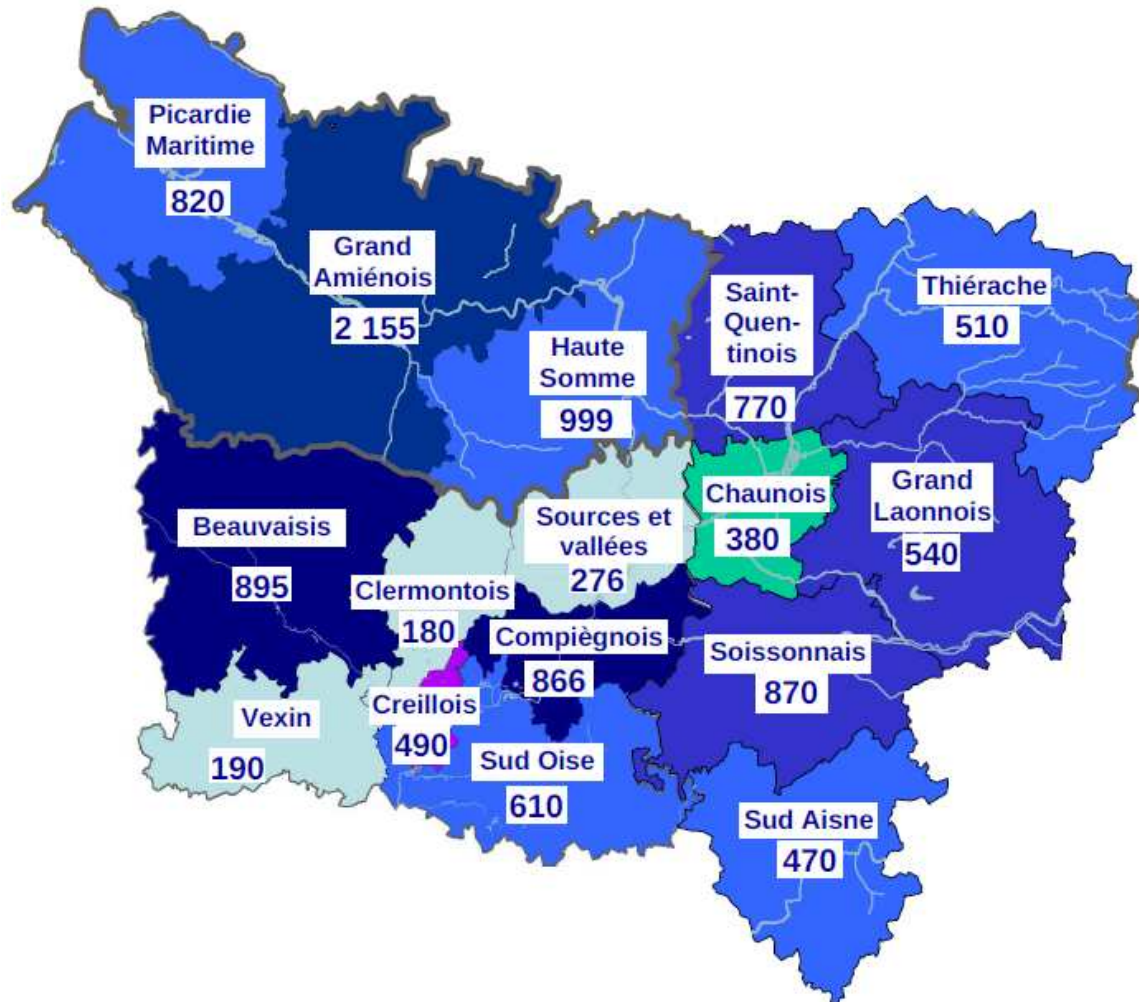 Picardie
Maritime
820
Grand
Amiénois
2 155
Haute
Somme
999
Saint-
Quen-
tinois
770
Thiérache
510
Beauvaisis
895
Clermontois
180
Sources et
vallées
276
Chaunois
380
Grand
Laonnois
540
Compiègnois
866
Soissonnais
870
Vexin
190
Creillois
490
Sud Oise
610
Sud Aisne
470